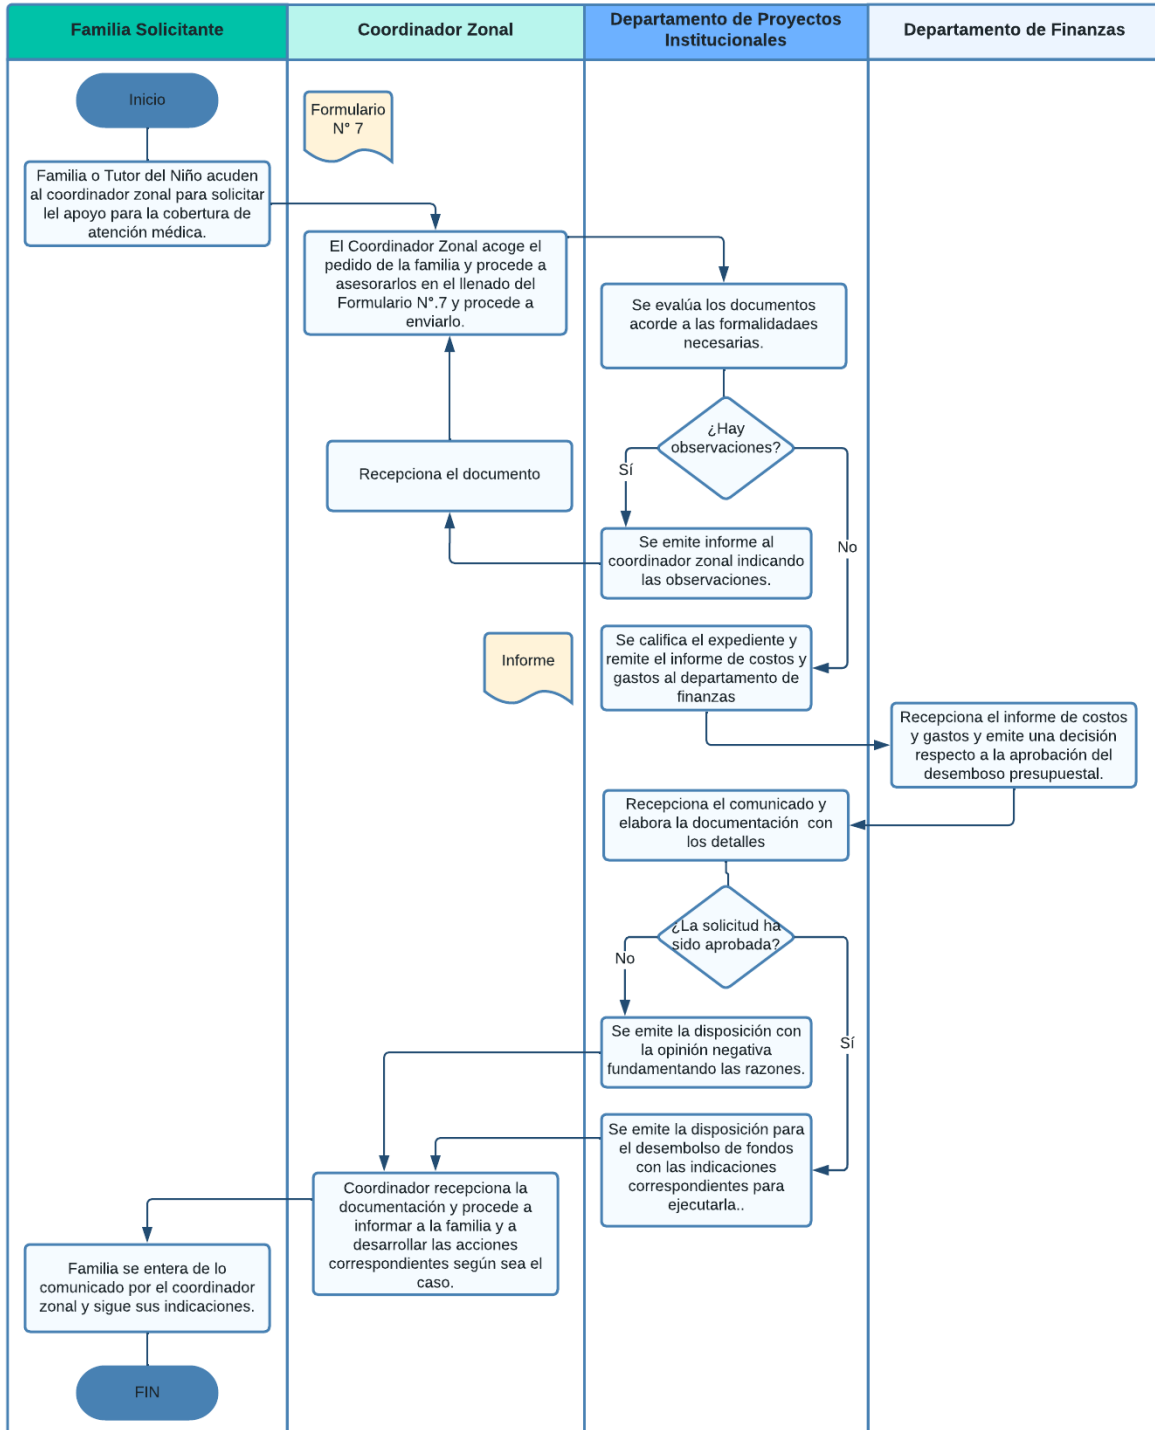 Familia Solicitante
Coordinador Zonal
Departamento de Proyectos
Institucionales
Departamento de Finanzas
Inicio
Formulario
N° 7
Familia o Tutor del Niño acuden
al coordinador zonal para solicitar
lel apoyo para la cobertura de
atención médica.
El Coordinador Zonal acoge el
pedido de la familia y procede a
asesorarlos en el llenado del
Formulario N°.7 y procede a
enviarlo.
Se evalúa los documentos
acorde a las formalidadaes
necesarias.
¿Hay
observaciones?
Sí
No
Recepciona el documento
Se emite informe al
coordinador zonal indicando
las observaciones.
Informe
Se califica el expediente y
remite el informe de costos y
gastos al departamento de
finanzas
Recepciona el informe de costos
y gastos y emite una decisión
respecto a la aprobación del
desemboso presupuestal.
Recepciona el comunicado y
elabora la documentación  con
los detalles
¿La solicitud ha
sido aprobada?
No
Sí
Se emite la disposición con
la opinión negativa
fundamentando las razones.
Se emite la disposición para
el desembolso de fondos
con las indicaciones
correspondientes para
ejecutarla..
Coordinador recepciona la
documentación y procede a
informar a la familia y a
desarrollar las acciones
correspondientes según sea el
caso.
Familia se entera de lo
comunicado por el coordinador
zonal y sigue sus indicaciones.
FIN